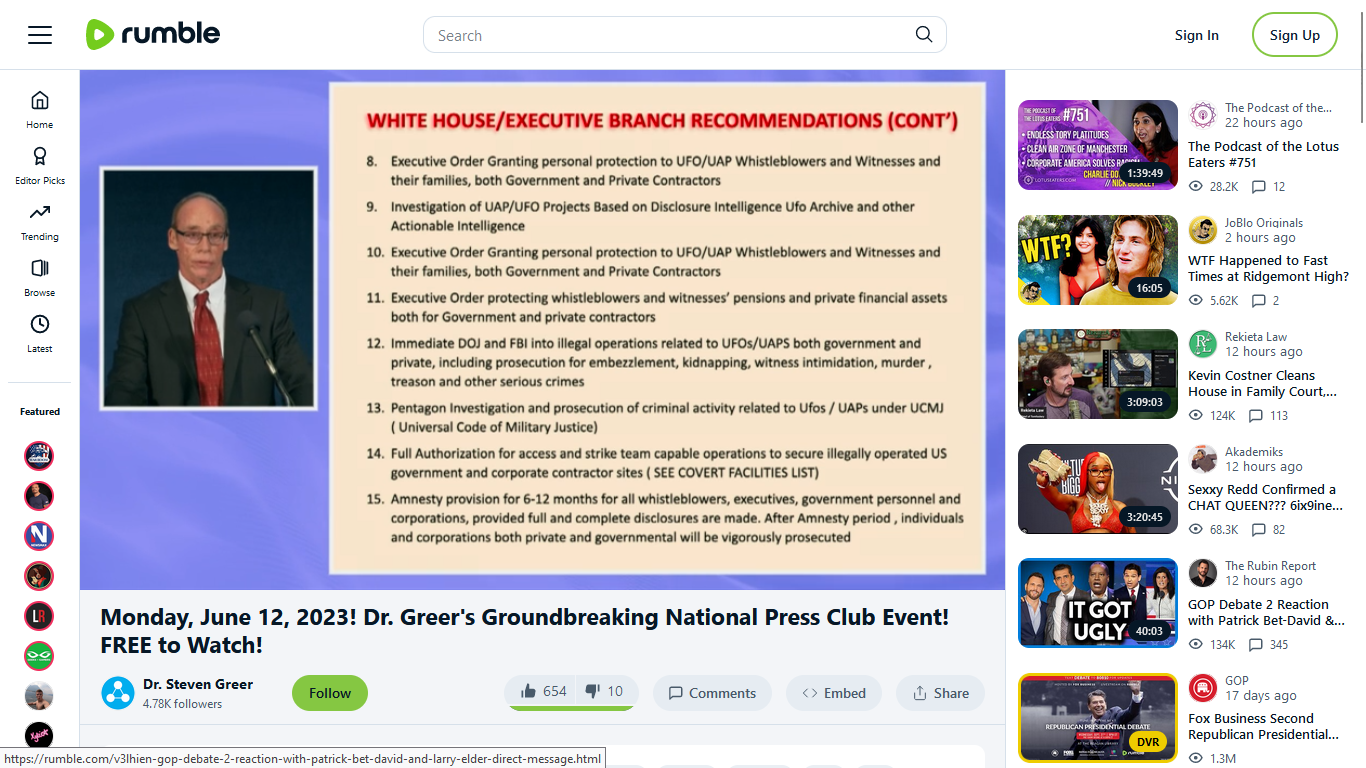 rumble
Search
Sign In
Sign Up
Home
Editor Picks
Trending
Browse
Latest
Featured
WHITE HOUSE/EXECUTIVE BRANCH RECOMMENDATIONS (CONT’)
8. Executive Order Granting personal protection to UFO/UAP Whistleblowers and Witnesses and
their families, both Government and Private Contractors
9. Investigation of UAP/UFO Projects Based on Disclosure Intelligence Ufo Archive and other
Actionable Intelligence
10. Executive Order Granting personal protection to UFO/UAP Whistleblowers and Witnesses and
their families, both Government and Private Contractors
11. Executive Order protecting whistleblowers and witnesses’ pensions and private financial assets
both for Government and private contractors
12. Immediate DOJ and FBI into illegal operations related to UFOs/UAPS both government and
private, including prosecution for embezzlement, kidnapping, witness intimidation, murder ,
treason and other serious crimes
13. Pentagon Investigation and prosecution of criminal activity related to Ufos / UAPs under UCMJ
( Universal Code of Military Justice)
14. Full Authorization for access and strike team capable operations to secure illegally operated US
government and corporate contractor sites ( SEE COVERT FACILITIES LIST)
15. Amnesty provision for 6-12 months for all whistleblowers, executives, government personnel and
corporations, provided full and complete disclosures are made. After Amnesty period , individuals
and corporations both private and governmental will be vigorously prosecuted
Monday, June 12, 2023! Dr. Greer's Groundbreaking National Press Club Event!
FREE to Watch!
Dr. Steven Greer
4.78K followers
Follow
654
10
Comments
Embed
Share
https://rumble.com/v3lhien-gop-debate-2-reaction-with-patrick-bet-david-and-larry-elder-direct-message.html
THE PODCAST OF
THE LOTUS EATERS #751
• ENDLESS TORY PLATITUDES
• CLEAN AIR ZONE OF MANCHESTER
• CORPORATE AMERICA SOLVES RACISM
LOTUSEATERS.COM
1:39:49
The Podcast of the...
22 hours ago
The Podcast of the Lotus
Eaters #751
28.2K
12
WTF?
16:05
JoBlo Originals
2 hours ago
WTF Happened to Fast
Times at Ridgemont High?
5.62K
2
Rekieta Law
3:09:03
Rekieta Law
12 hours ago
Kevin Costner Cleans
House in Family Court,...
124K
113
3:20:45
Akademiks
12 hours ago
Sexxy Redd Confirmed a
CHAT QUEEN??? 6ix9ine...
68.3K
82
IT GOT
UGLY
40:03
The Rubin Report
12 hours ago
GOP Debate 2 Reaction
with Patrick Bet-David &...
134K
345
REPUBLICAN PRESIDENTIAL DEBATE
DVR
GOP
17 days ago
Fox Business Second
Republican Presidential...
1.3M